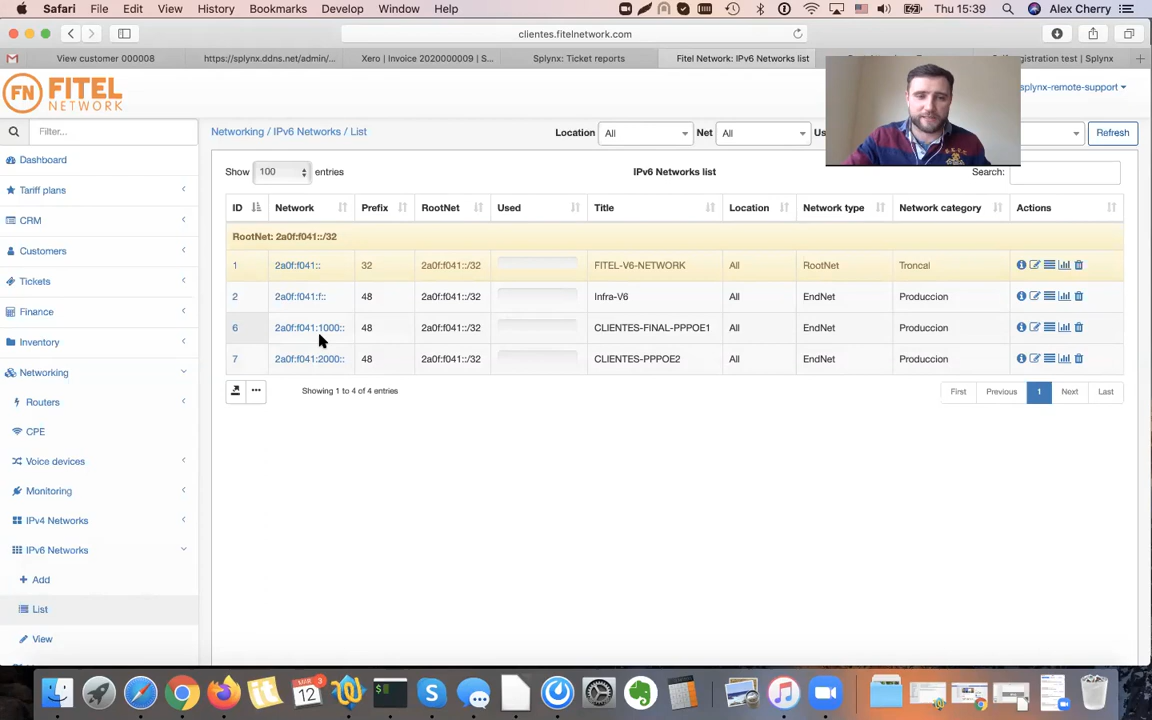 Safari File Edit View History Bookmarks Develop Window Help Thu 15:39 Alex Cherry
clientes.fitelnetwork.com
View customer 000008 https://splynx.ddns.net/admin/... Xero | Invoice 2020000009 | S... Splynx: Ticket reports Fitel Network: IPv6 Networks list registration test | Splynx
FN FITEL NETWORK
splynx-remote-support
Filter...
Networking / IPv6 Networks / List Location All Net All Refresh
Dashboard
Show 100 entries IPv6 Networks list Search:
Tariff plans
ID Network Prefix RootNet Used Title Location Network type Network category Actions
CRM
RootNet: 2a0f:f041::/32
Customers
1 2a0f:f041:: 32 2a0f:f041::/32 FITEL-V6-NETWORK All RootNet Troncal
Tickets
2 2a0f:f041:f:: 48 2a0f:f041::/32 Infra-V6 All EndNet Produccion
Finance
6 2a0f:f041:1000:: 48 2a0f:f041::/32 CLIENTES-FINAL-PPPOE1 All EndNet Produccion
Inventory
7 2a0f:f041:2000:: 48 2a0f:f041::/32 CLIENTES-PPPOE2 All EndNet Produccion
Networking
Showing 1 to 4 of 4 entries First Previous 1 Next Last
Routers
CPE
Voice devices
Monitoring
IPv4 Networks
IPv6 Networks
Add
List
View
12